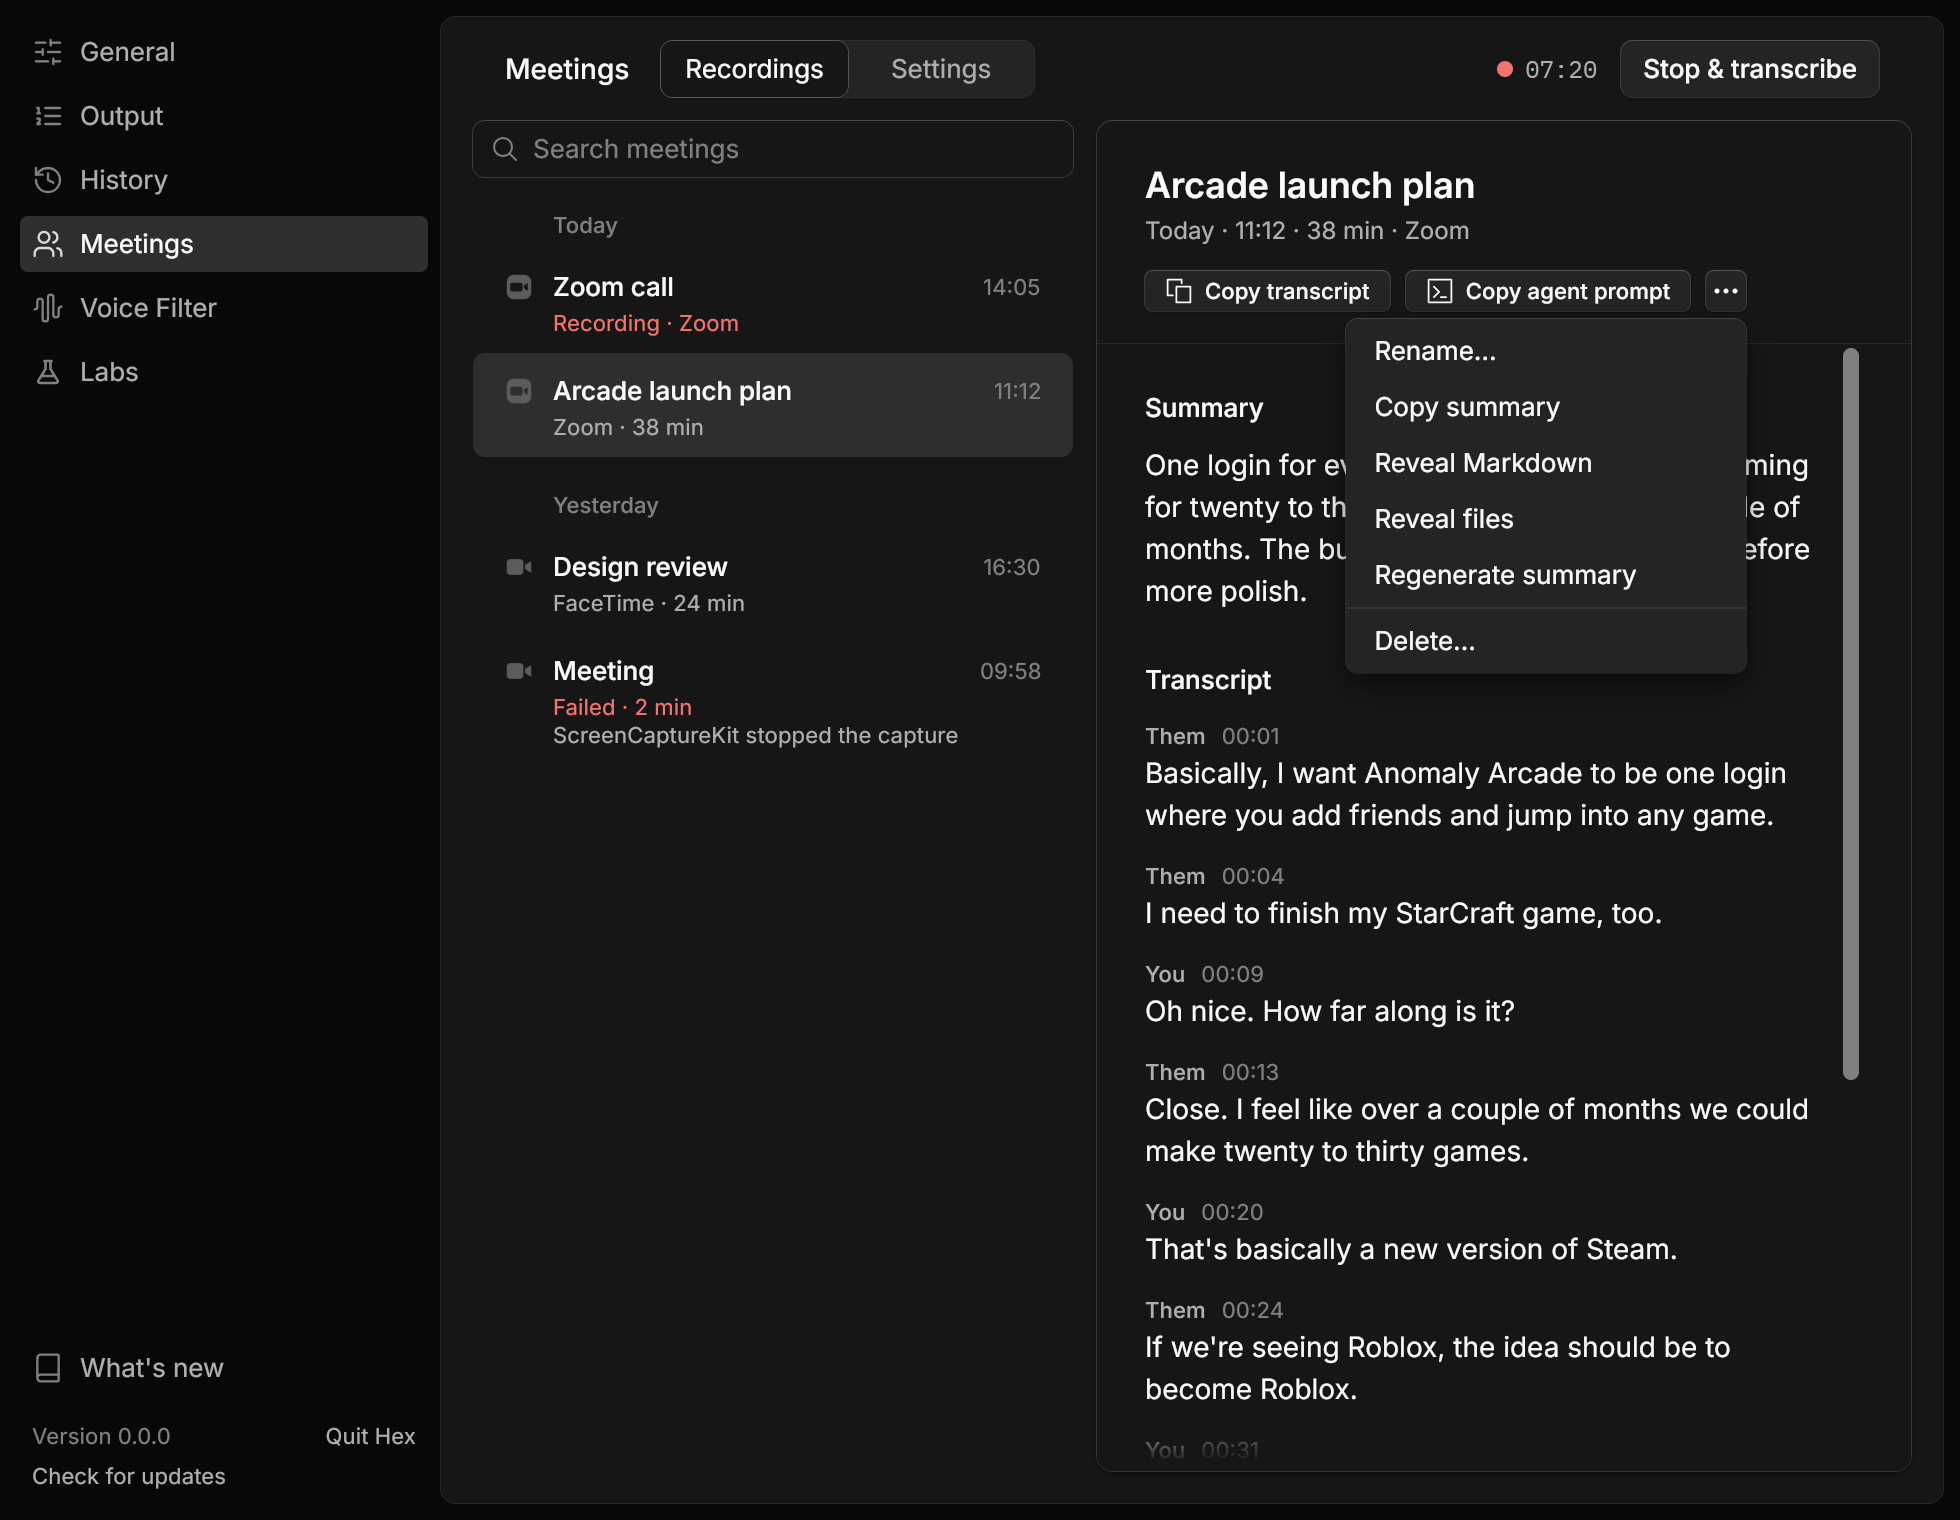 General
Output
History
Meetings
Voice Filter
Labs
What's new
Version 0.0.0
Quit Hex
Check for updates
Meetings
Recordings
Settings
07:20
Stop & transcribe
Search meetings
Today
Zoom call 14:05
Recording · Zoom
Arcade launch plan 11:12
Zoom · 38 min
Yesterday
Design review 16:30
FaceTime · 24 min
Meeting 09:58
Failed · 2 min
ScreenCaptureKit stopped the capture
Arcade launch plan
Today · 11:12 · 38 min · Zoom
Copy transcript
Copy agent prompt
Rename...
Copy summary
Reveal Markdown
Reveal files
Regenerate summary
Delete...
Summary
One login for
for twenty to of
months. The
more polish.
Transcript
Them 00:01
Basically, I want Anomaly Arcade to be one login
where you add friends and jump into any game.
Them 00:04
I need to finish my StarCraft game, too.
You 00:09
Oh nice. How far along is it?
Them 00:13
Close. I feel like over a couple of months we could
make twenty to thirty games.
You 00:20
That's basically a new version of Steam.
Them 00:24
If we're seeing Roblox, the idea should be to
become Roblox.
You 00:31